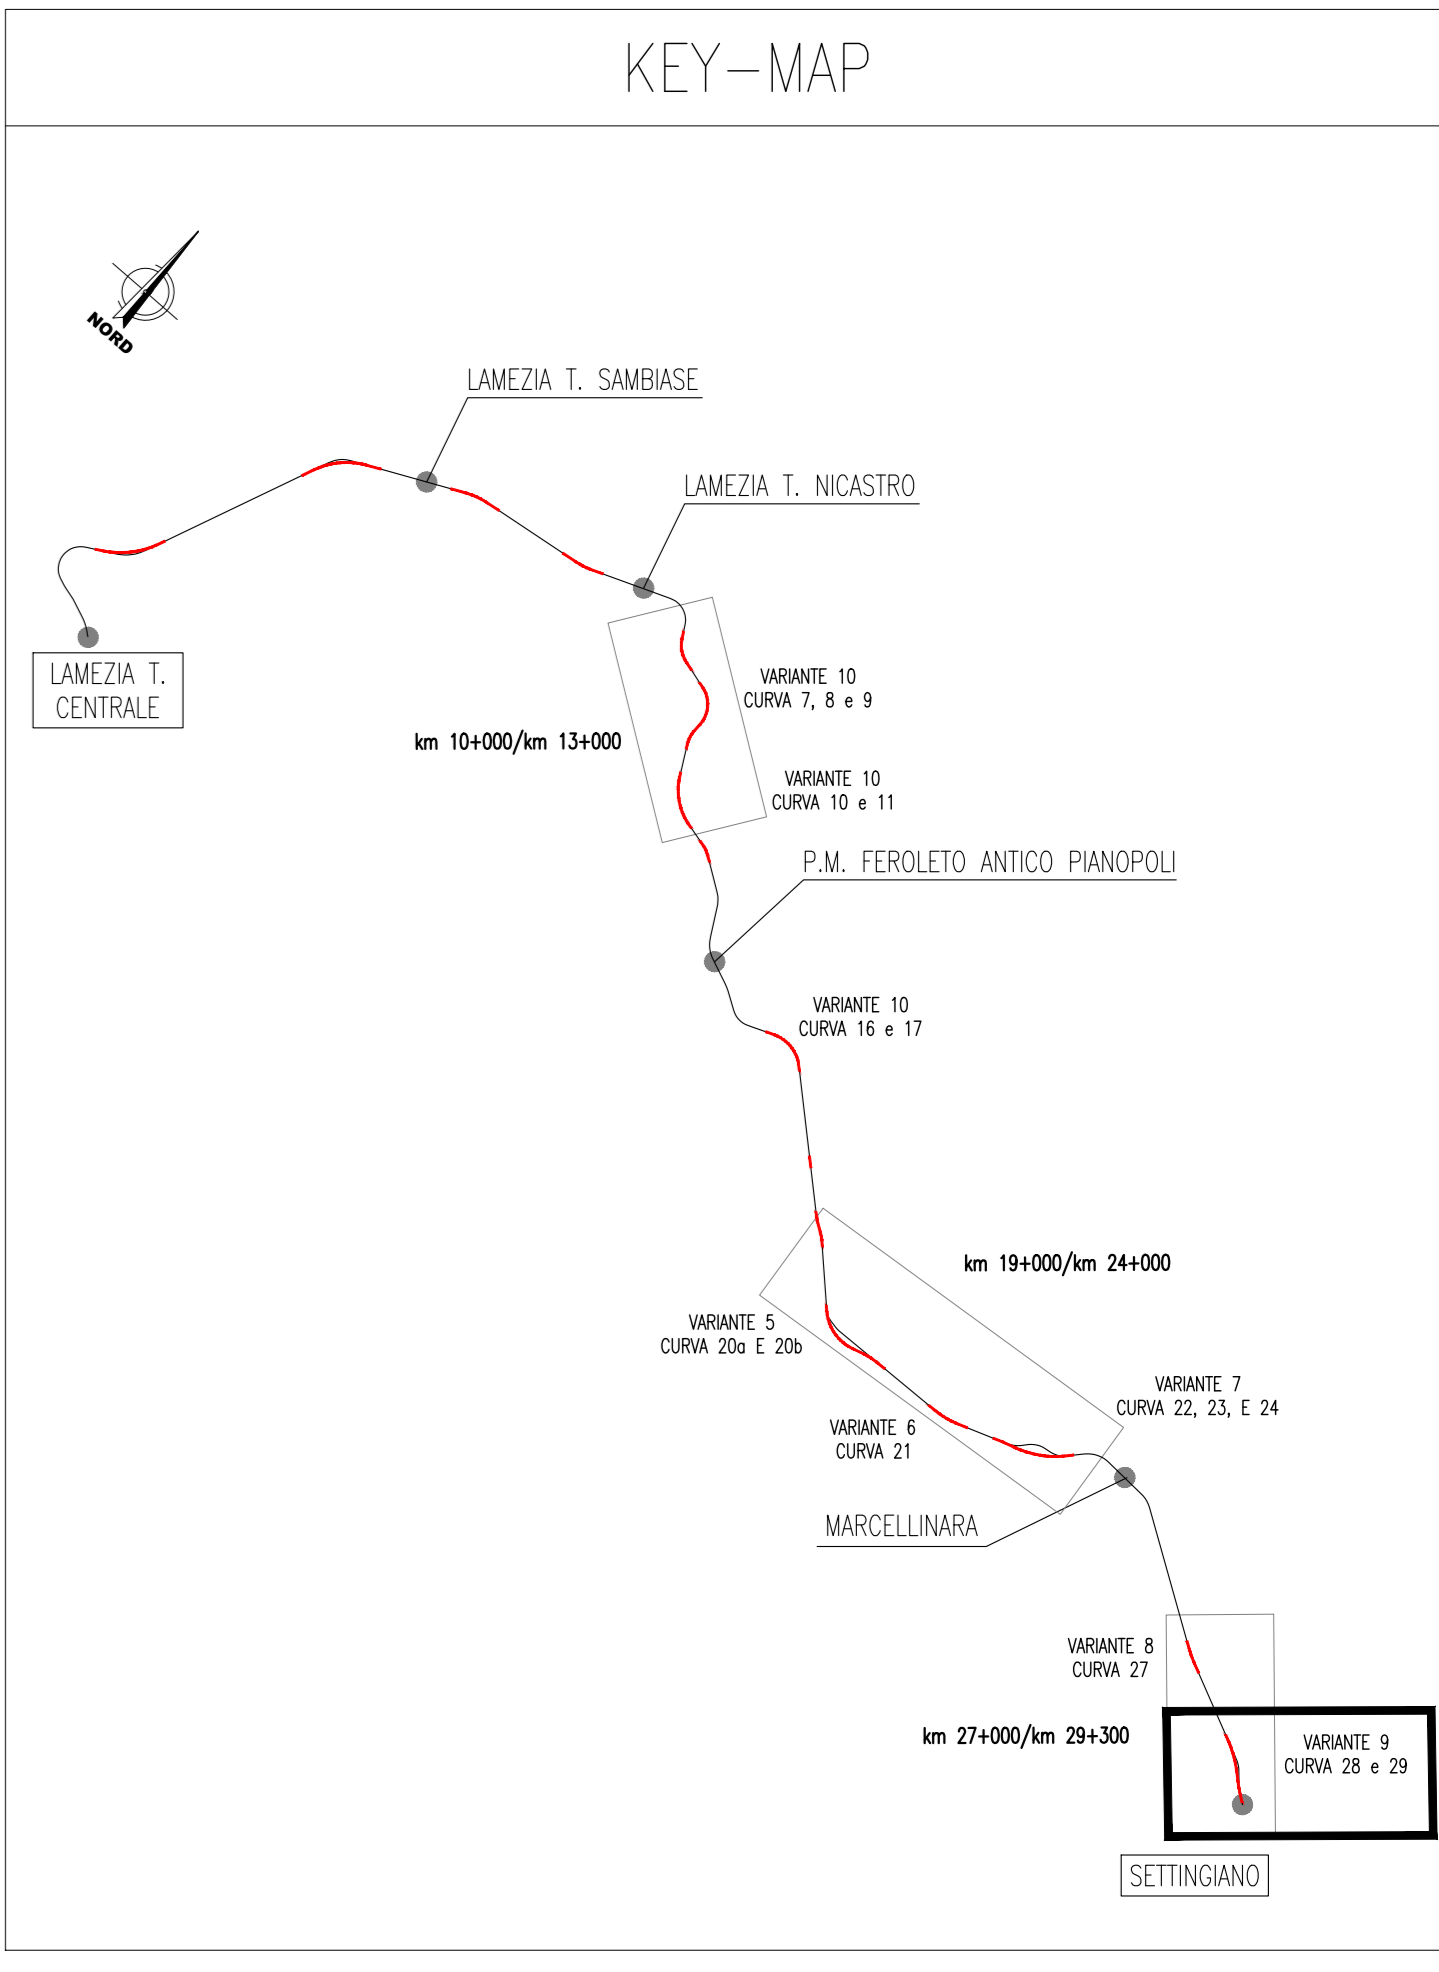 KEY-MAP
NORD
LAMEZIA T. SAMBIASE
LAMEZIA T. NICASTRO
LAMEZIA T.
CENTRALE
VARIANTE 10
CURVA 7, 8 e 9
km 10+000/km 13+000
VARIANTE 10
CURVA 10 e 11
P.M. FEROLETO ANTICO PIANOPOLI
VARIANTE 10
CURVA 16 e 17
km 19+000/km 24+000
VARIANTE 5
CURVA 20a E 20b
VARIANTE 7
CURVA 22, 23, E 24
VARIANTE 6
CURVA 21
MARCELLINARA
VARIANTE 8
CURVA 27
km 27+000/km 29+300
VARIANTE 9
CURVA 28 e 29
SETTINGIANO